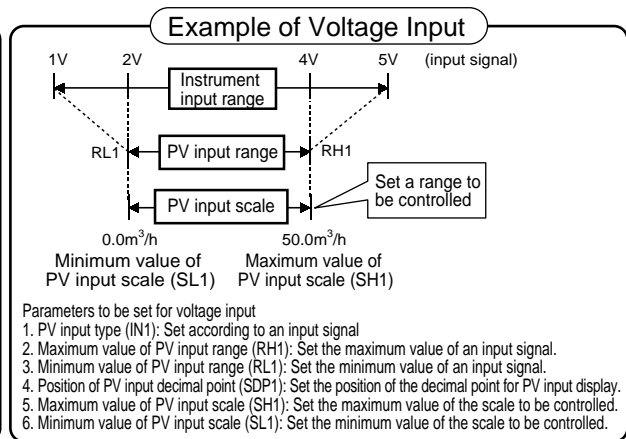 Example of Voltage Input
1V 2V 4V 5V (input signal)
Instrument
input range
RL1 PV input range RH1
PV input scale
Set a range to
be controlled
0.0m³/h 50.0m³/h
Minimum value of
PV input scale (SL1)
Maximum value of
PV input scale (SH1)
Parameters to be set for voltage input
1. PV input type (IN1): Set according to an input signal
2. Maximum value of PV input range (RH1): Set the maximum value of an input signal.
3. Minimum value of PV input range (RL1): Set the minimum value of an input signal.
4. Position of PV input decimal point (SDP1): Set the position of the decimal point for PV input display.
5. Maximum value of PV input scale (SH1): Set the maximum value of the scale to be controlled.
6. Minimum value of PV input scale (SL1): Set the minimum value of the scale to be controlled.